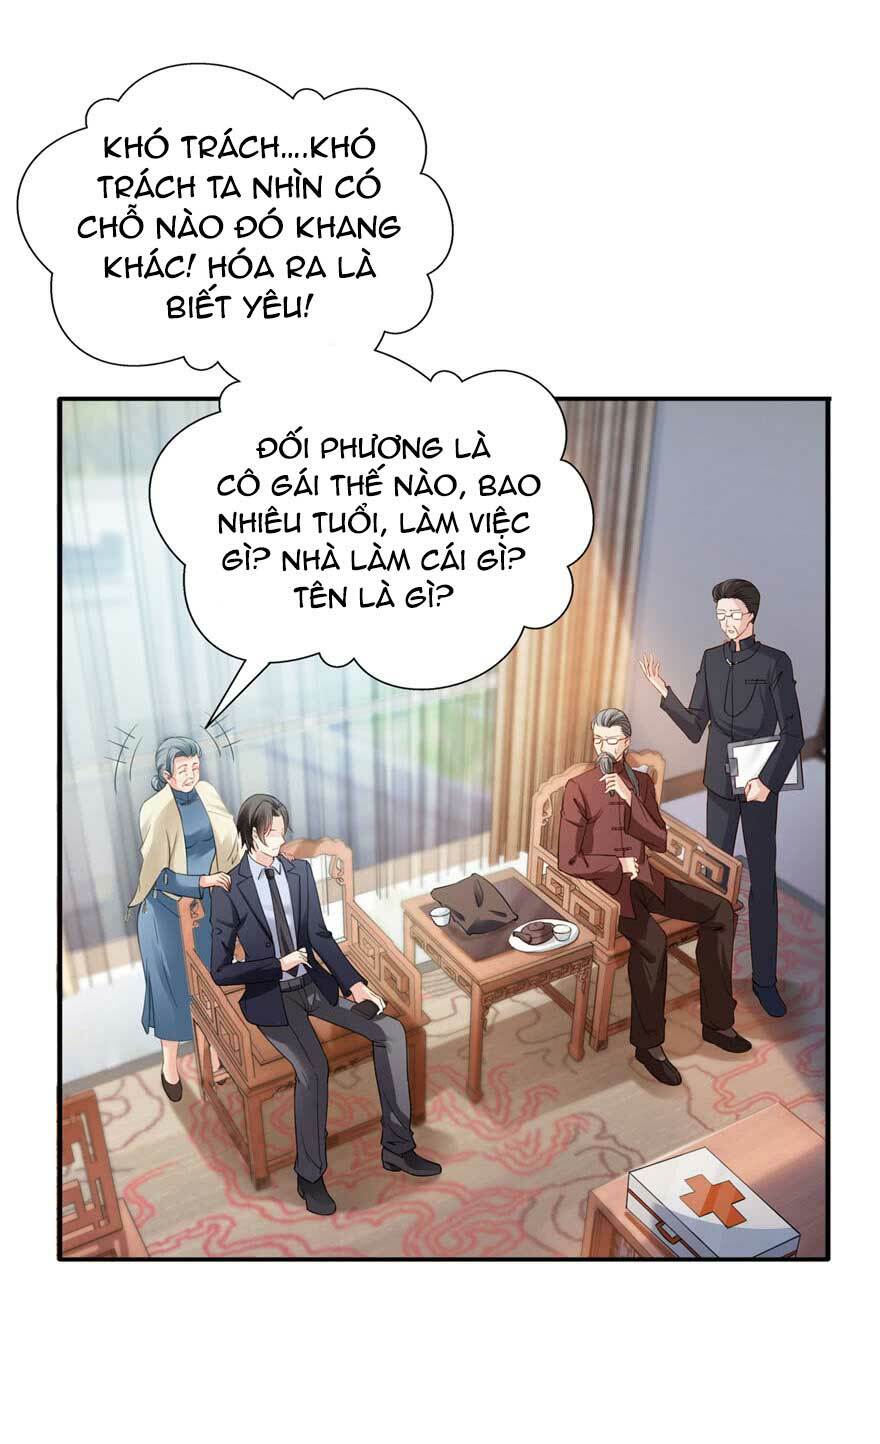 KHÓ TRÁCH....KHÓ
TRÁCH TA NHÌN CÓ
CHỖ NÀO ĐÓ KHANG
KHÁC! HÓA RA LÀ
BIẾT YÊU!
ĐỐI PHƯƠNG LÀ
CÔ GÁI THẾ NÀO, BAO
NHIÊU TUỔI, LÀM VIỆC
GÌ? NHÀ LÀM CÁI GÌ?
TÊN LÀ GÌ?